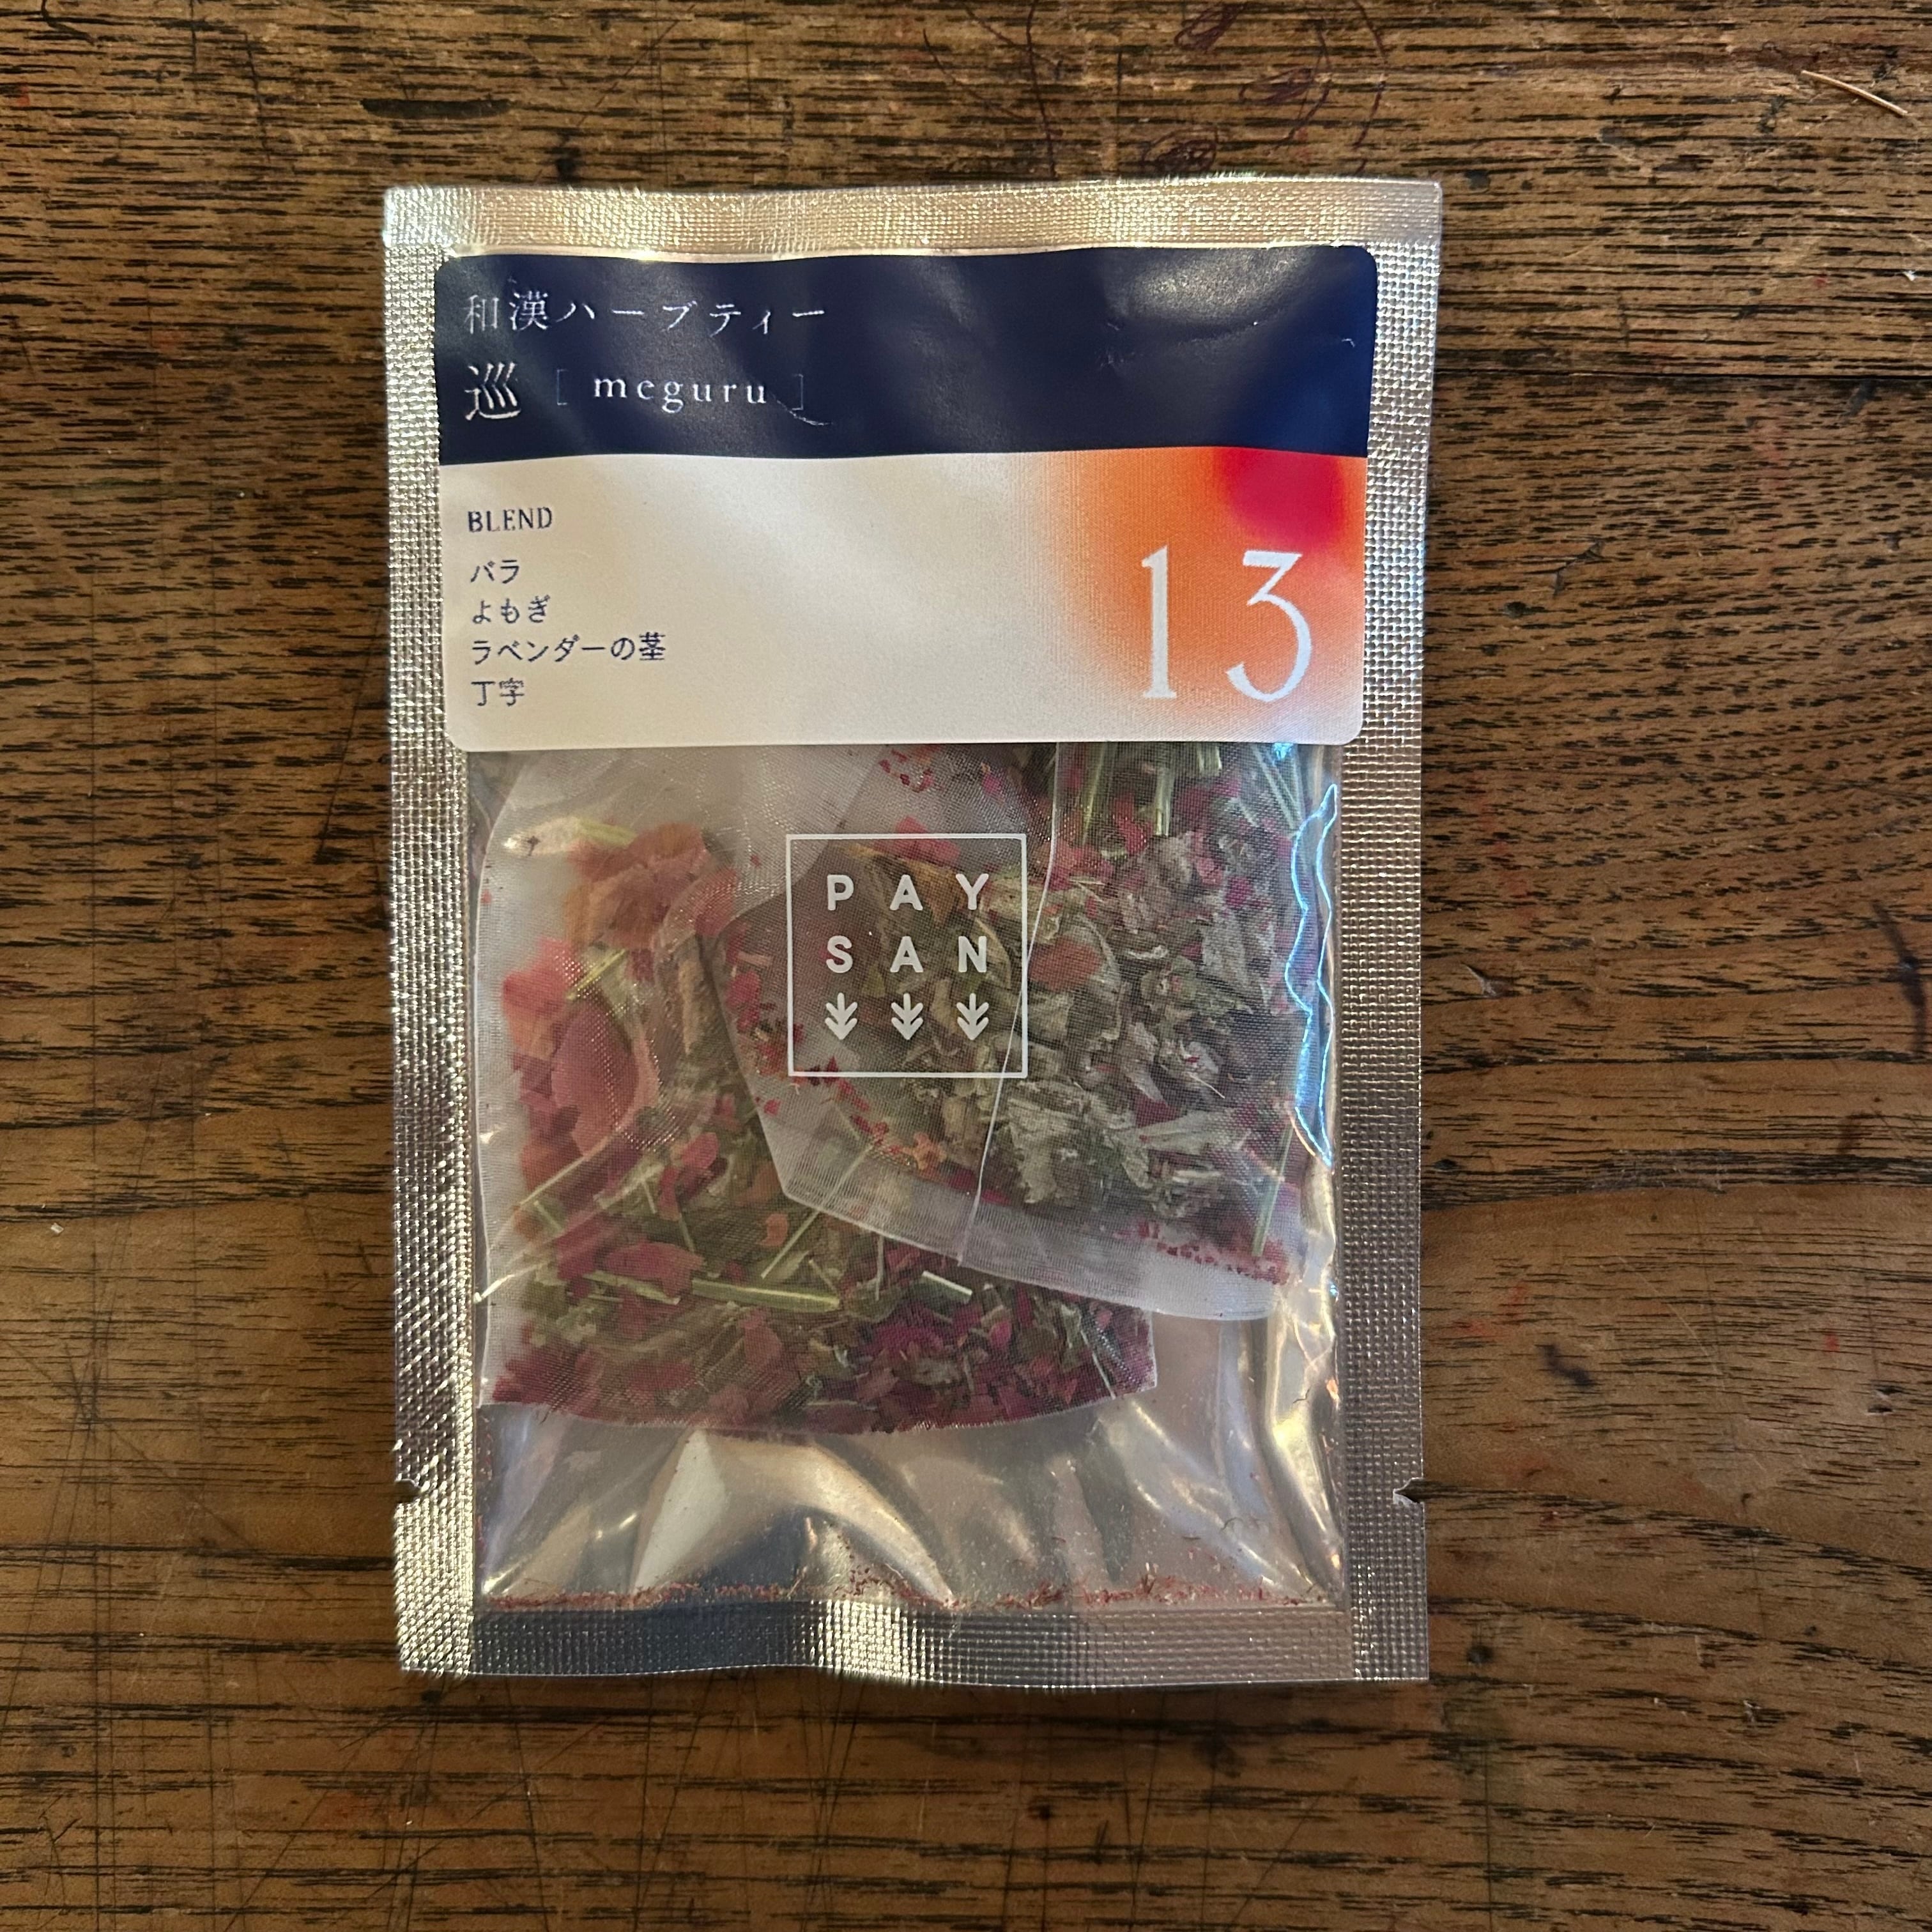 和漢ハーブティー
巡 [ meguru ]
BLEND
バラ
よもぎ
ラベンダーの茎
丁字
13
PAY
SAN